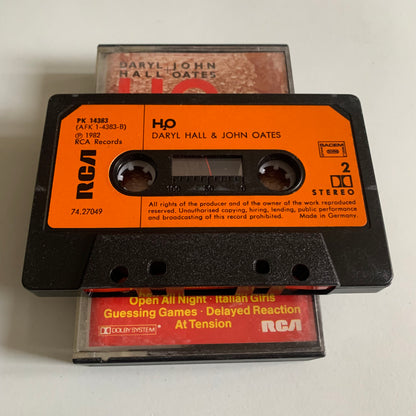 DARYL JOHN
HALL OATES
H2O
PK 14383
(AFK 1-4383-B)
℗ 1982
RCA Records
H2O
DARYL HALL & JOHN OATES
RCA
SACEM
2
STEREO
74.27049
All rights of the producer and of the owner of the work reproduced
reserved. Unauthorised copying, hiring, lending, public performance
and broadcasting of this record prohibited.
Made in Germany.
Open All Night · Italian Girls
Guessing Games · Delayed Reaction
At Tension
DOLBY SYSTEM
RCA